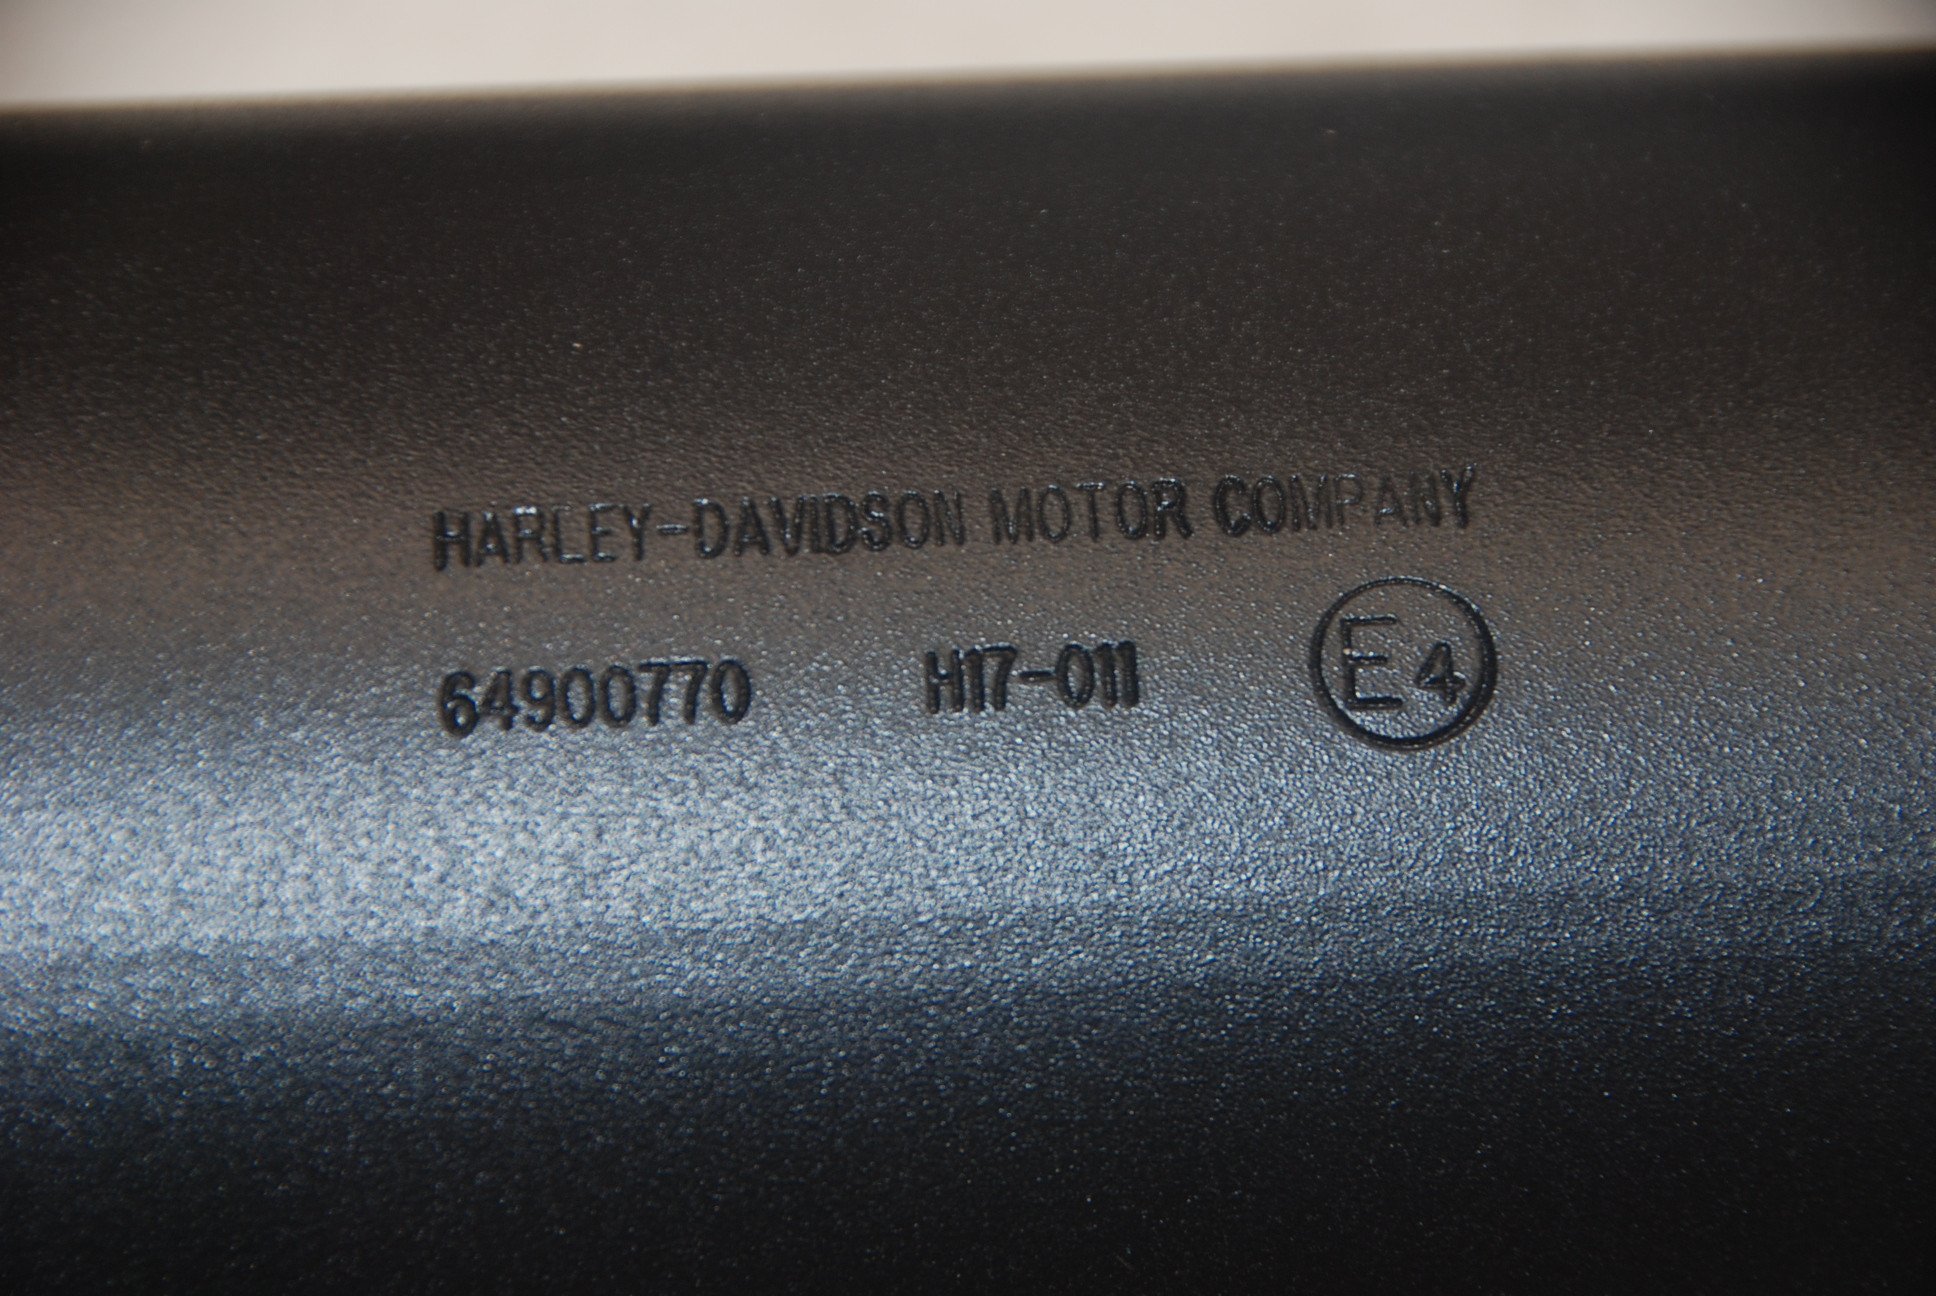 HARLEY-DAVIDSON MOTOR COMPANY
64900770 H17-011 E4